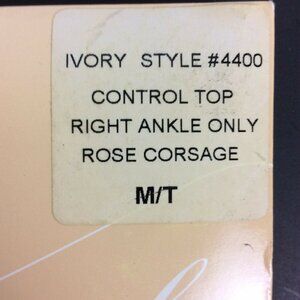 IVORY STYLE #4400
CONTROL TOP
RIGHT ANKLE ONLY
ROSE CORSAGE
M/T